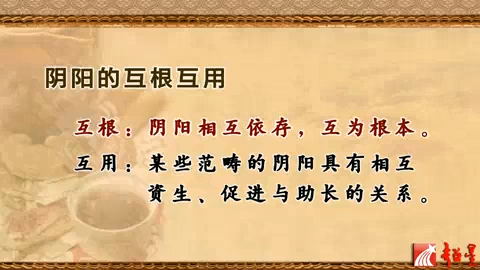 阴阳的互根互用
互根：阴阳相互依存，互为根本。
互用：某些范畴的阴阳具有相互
资生、促进与助长的关系。